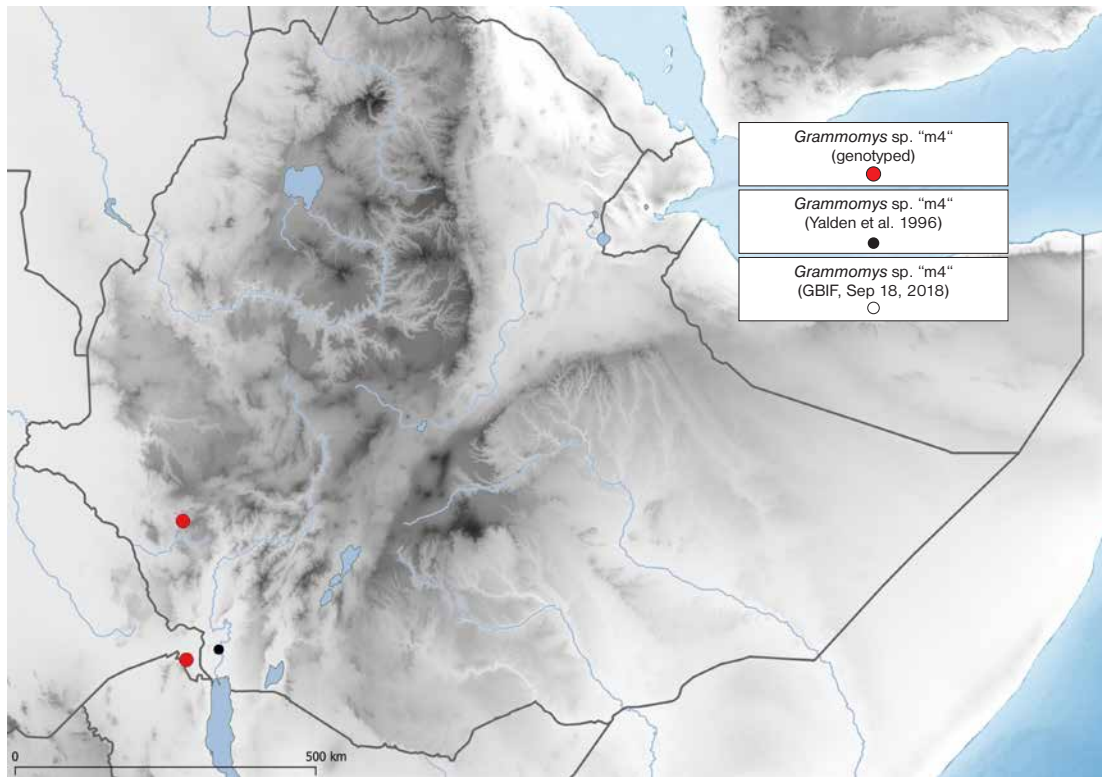 Grammomys sp. "m4“
(genotyped)
Grammomys sp. "m4“
(Yalden et al. 1996)
Grammomys sp. "m4“
(GBIF, Sep 18, 2018)
0 500 km